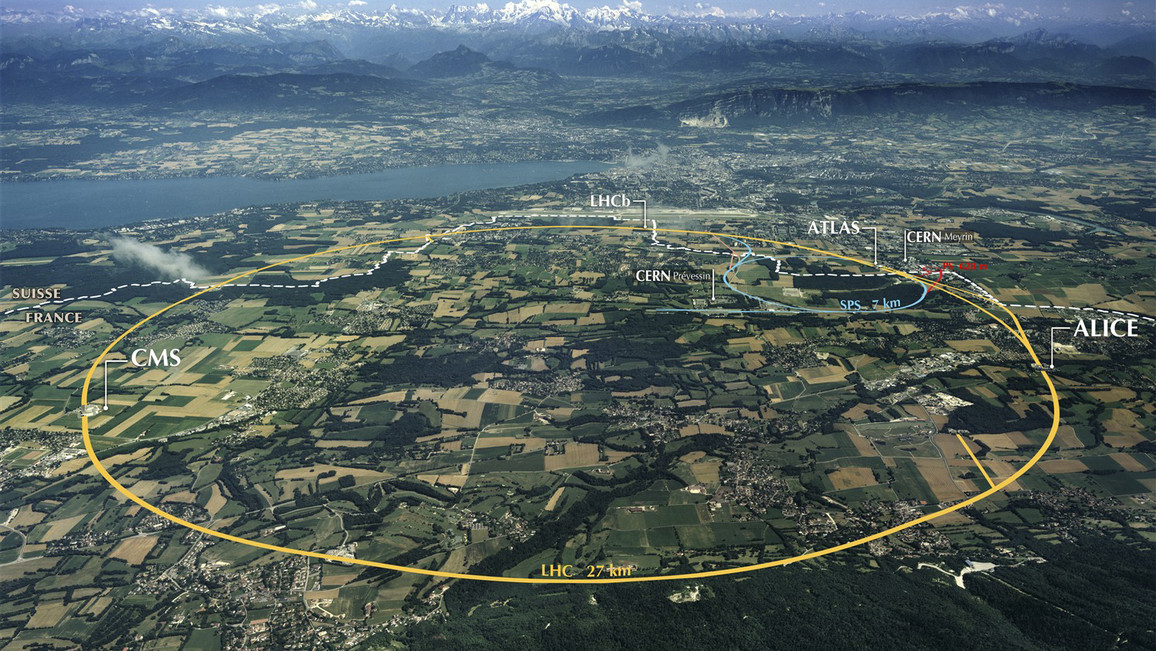 LHCb
ATLAS
CERN Meyrin
CERN Prévessin
SUISSE
FRANCE
SPS 7 km
ALICE
CMS
LHC 27 km